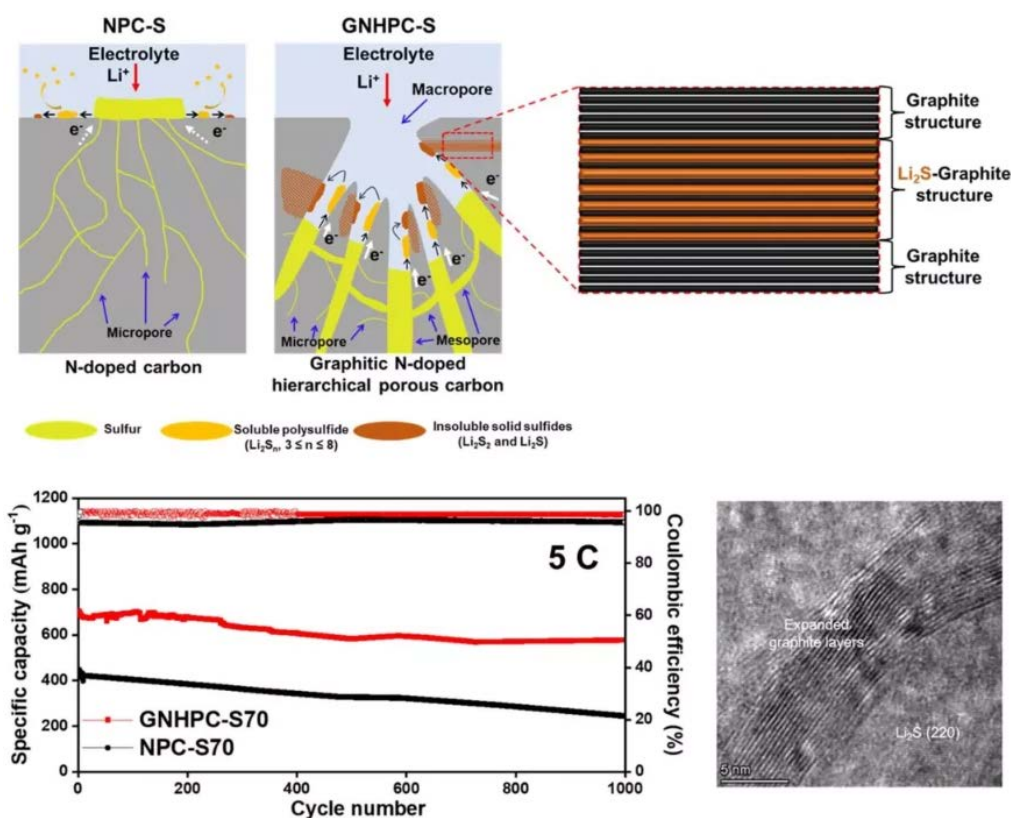 NPC-S
Electrolyte
Li⁺
e⁻
e⁻
Micropore
N-doped carbon
GNHPC-S
Electrolyte
Li⁺
Macropore
e⁻
e⁻
e⁻
e⁻
e⁻
Micropore
Mesopore
Graphitic N-doped
hierarchical porous carbon
Graphite
structure
Li₂S-Graphite
structure
Graphite
structure
Sulfur
Soluble polysulfide
(Li₂Sₙ, 3 ≤ n ≤ 8)
Insoluble solid sulfides
(Li₂S₂ and Li₂S)
Specific capacity (mAh g⁻¹)
1200
1000
800
600
400
200
0
5 C
GNHPC-S70
NPC-S70
0
200
400
600
800
1000
Cycle number
100
80
60
40
20
0
Coulombic efficiency (%)
Expanded
graphite layers
Li₂S (220)
5 nm